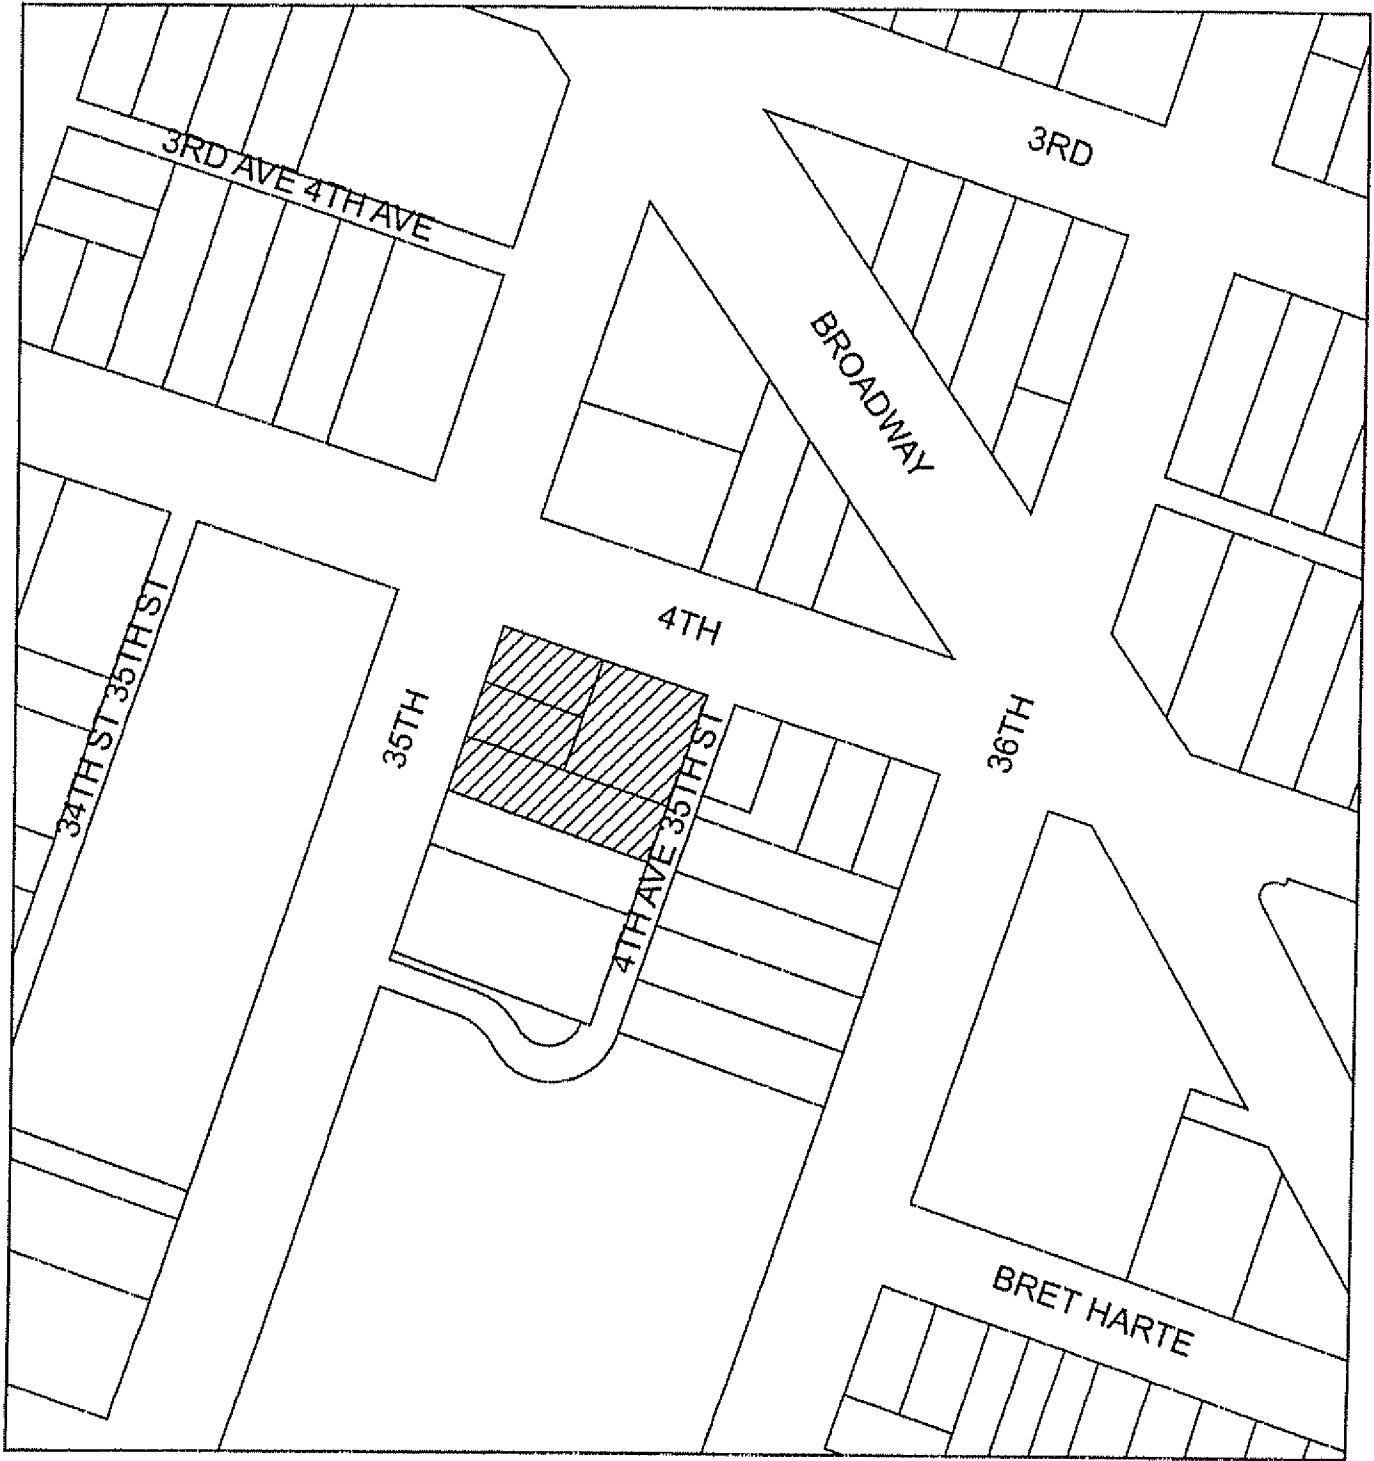 3RD AVE 4TH AVE
3RD
BROADWAY
4TH
34TH ST 35TH ST
35TH
4TH AVE 35TH ST
36TH
BRET HARTE